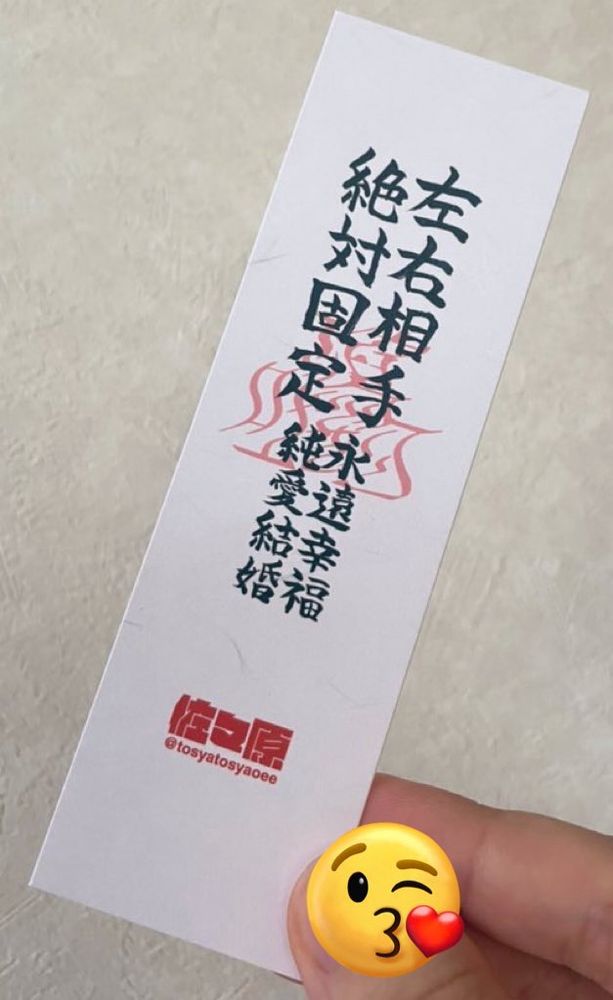 左右相手
絶対固定
永遠幸福
純愛結婚
佐之原
@tosyatosyaoee